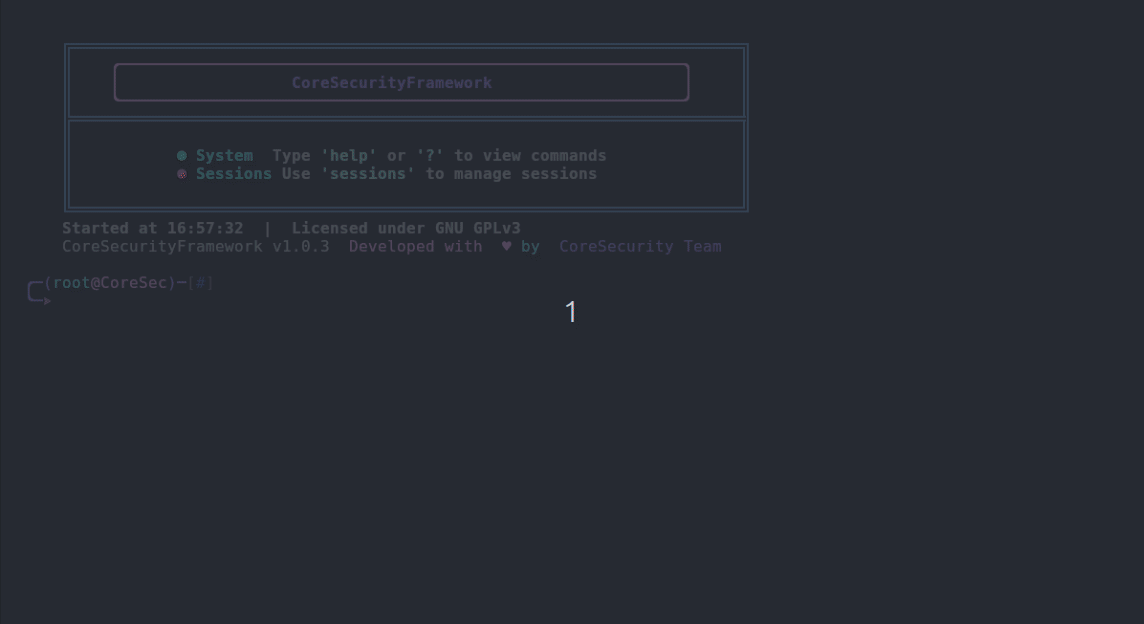 CoreSecurityFramework
● System  Type 'help' or '?' to view commands
Sessions Use 'sessions' to manage sessions
Started at 16:57:32  |  Licensed under GNU GPLv3
CoreSecurityFramework v1.0.3  Developed with  ♥ by  CoreSecurity Team
(root@CoreSec)-[#]
1